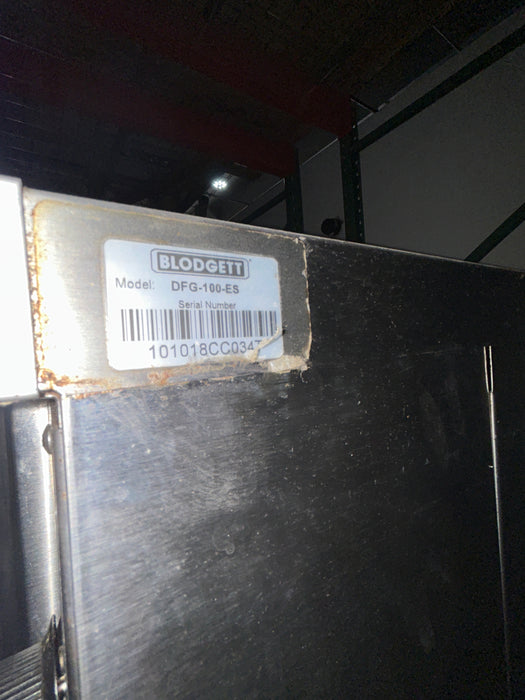 BLODGETT
Model: DFG-100-ES
Serial Number
101018CC034